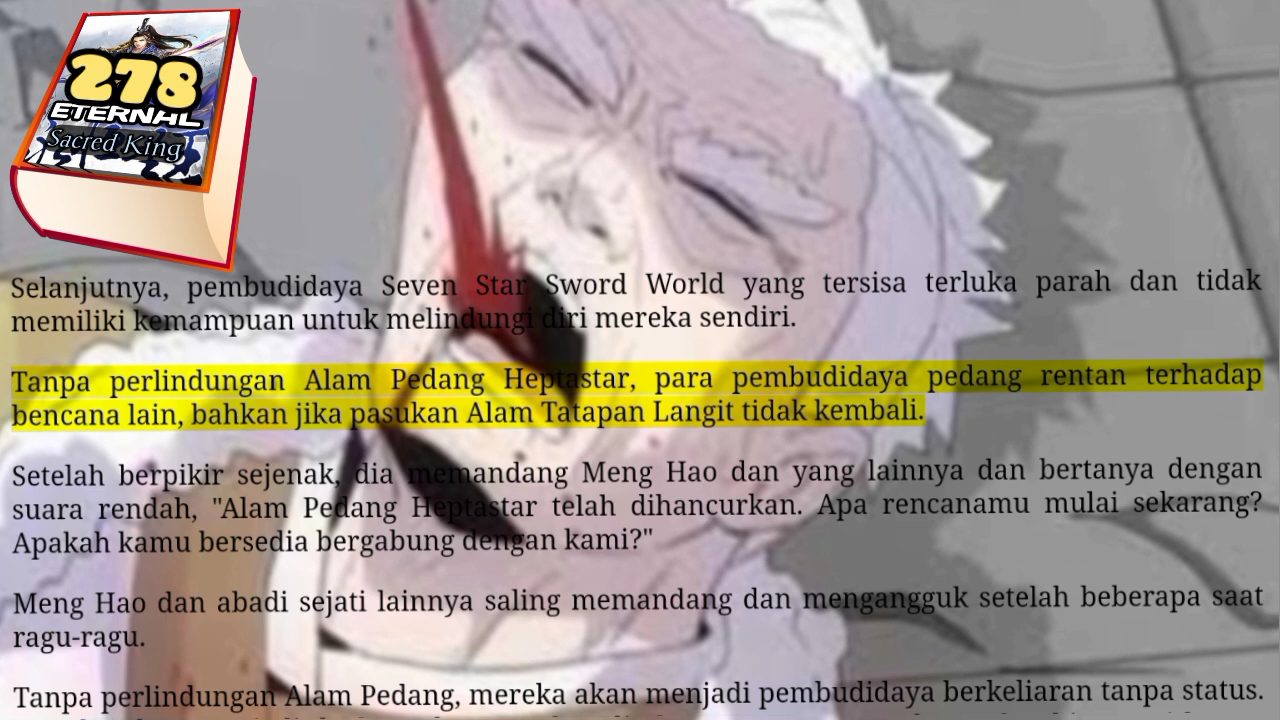 278
ETERNAL
Sacred King
Selanjutnya, pembudidaya Seven Star Sword World yang tersisa terluka parah dan tidak
memiliki kemampuan untuk melindungi diri mereka sendiri.
Tanpa perlindungan Alam Pedang Heptastar, para pembudidaya pedang rentan terhadap
bencana lain, bahkan jika pasukan Alam Tatapan Langit tidak kembali.
Setelah berpikir sejenak, dia memandang Meng Hao dan yang lainnya dan bertanya dengan
suara rendah, "Alam Pedang Heptastar telah dihancurkan. Apa rencanamu mulai sekarang?
Apakah kamu bersedia bergabung dengan kami?"
Meng Hao dan abadi sejati lainnya saling memandang dan mengangguk setelah beberapa saat
ragu-ragu.
Tanpa perlindungan Alam Pedang, mereka akan menjadi pembudidaya berkeliaran tanpa status.